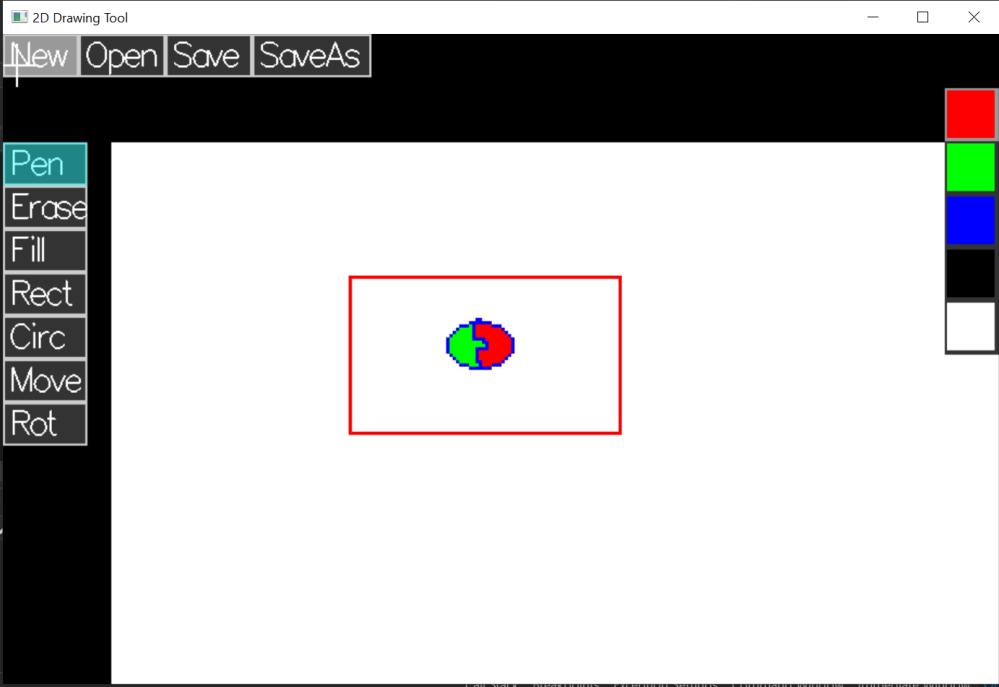 2D Drawing Tool
New Open Save SaveAs
Pen
Erase
Fill
Rect
Circ
Move
Rot